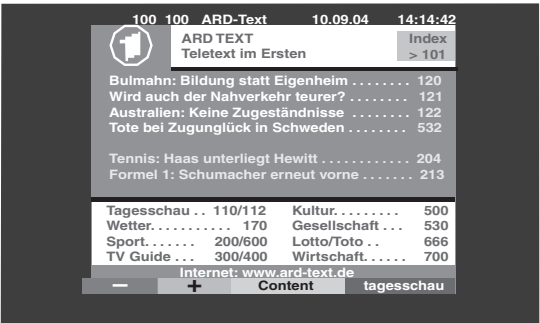 100 100 ARD-Text 10.09.04 14:14:42
ARD TEXT Index
Teletext im Ersten > 101
Bulmahn: Bildung statt Eigenheim . . . . . . . . 120
Wird auch der Nahverkehr teurer? . . . . . . . . 121
Australien: Keine Zugeständnisse . . . . . . . . 122
Tote bei Zugunglück in Schweden . . . . . . . . 532
Tennis: Haas unterliegt Hewitt . . . . . . . . . . . . 204
Formel 1: Schumacher erneut vorne . . . . . . . 213
Tagesschau . . 110/112 Kultur. . . . . . . . . 500
Wetter. . . . . . . . . . . 170 Gesellschaft . . . 530
Sport. . . . . . . 200/600 Lotto/Toto . . 666
TV Guide . . . 300/400 Wirtschaft. . . . . . 700
Internet: www.ard-text.de
– + Content tagesschau